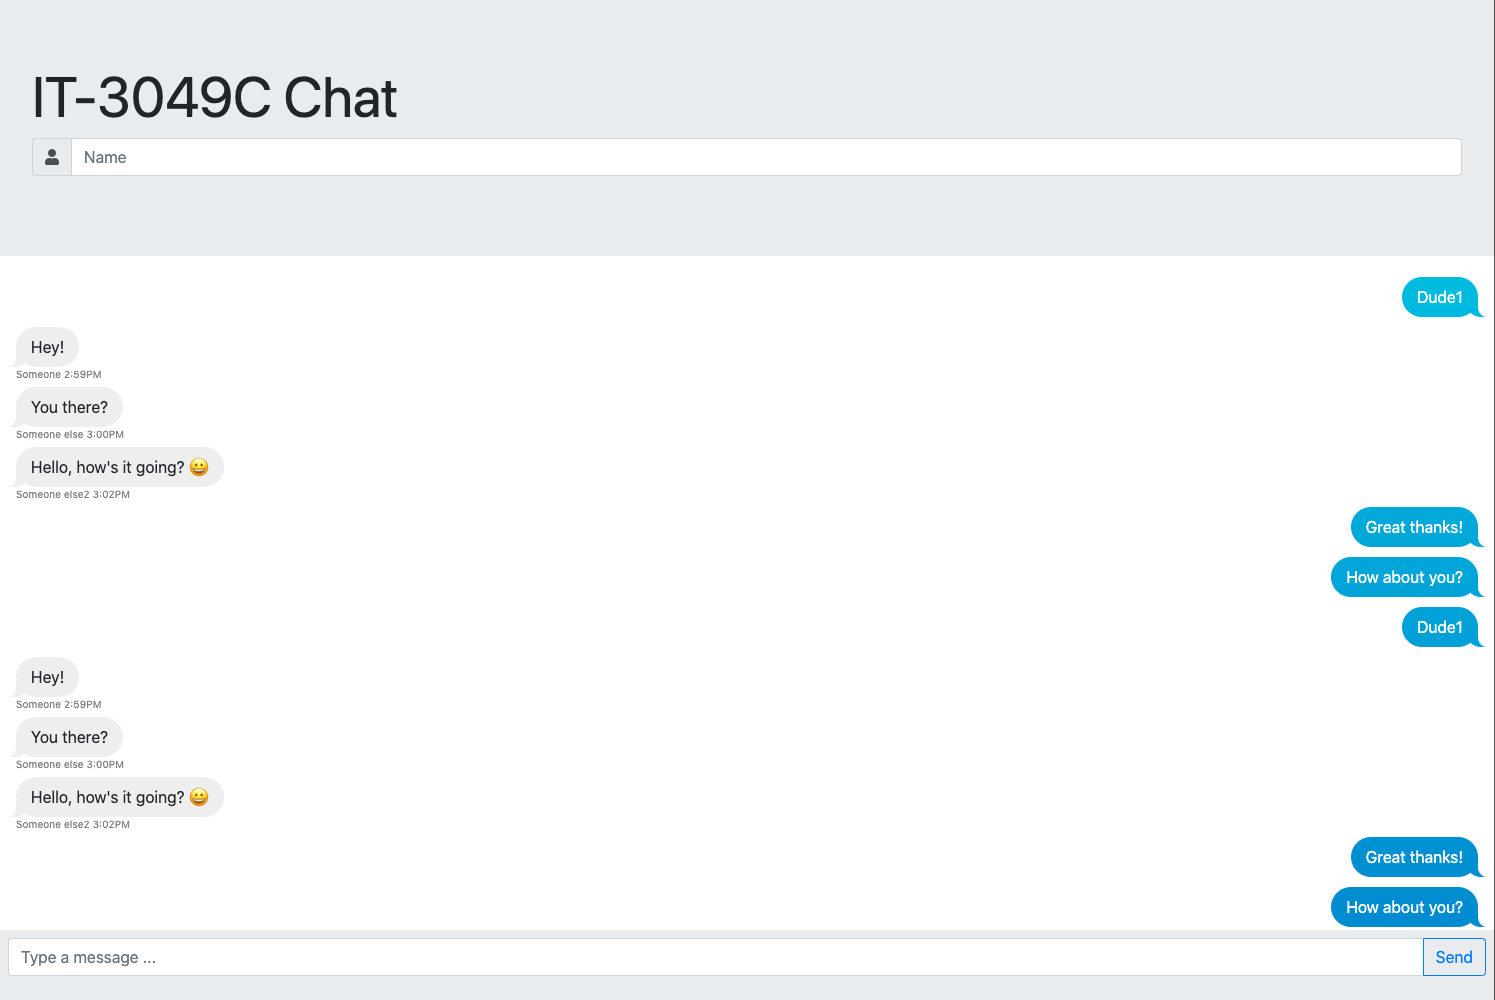 IT-3049C Chat
Name
Dude1
Hey!
Someone 2:59PM
You there?
Someone else 3:00PM
Hello, how's it going? 😀
Someone else2 3:02PM
Great thanks!
How about you?
Dude1
Hey!
Someone 2:59PM
You there?
Someone else 3:00PM
Hello, how's it going? 😀
Someone else2 3:02PM
Great thanks!
How about you?
Type a message ...
Send